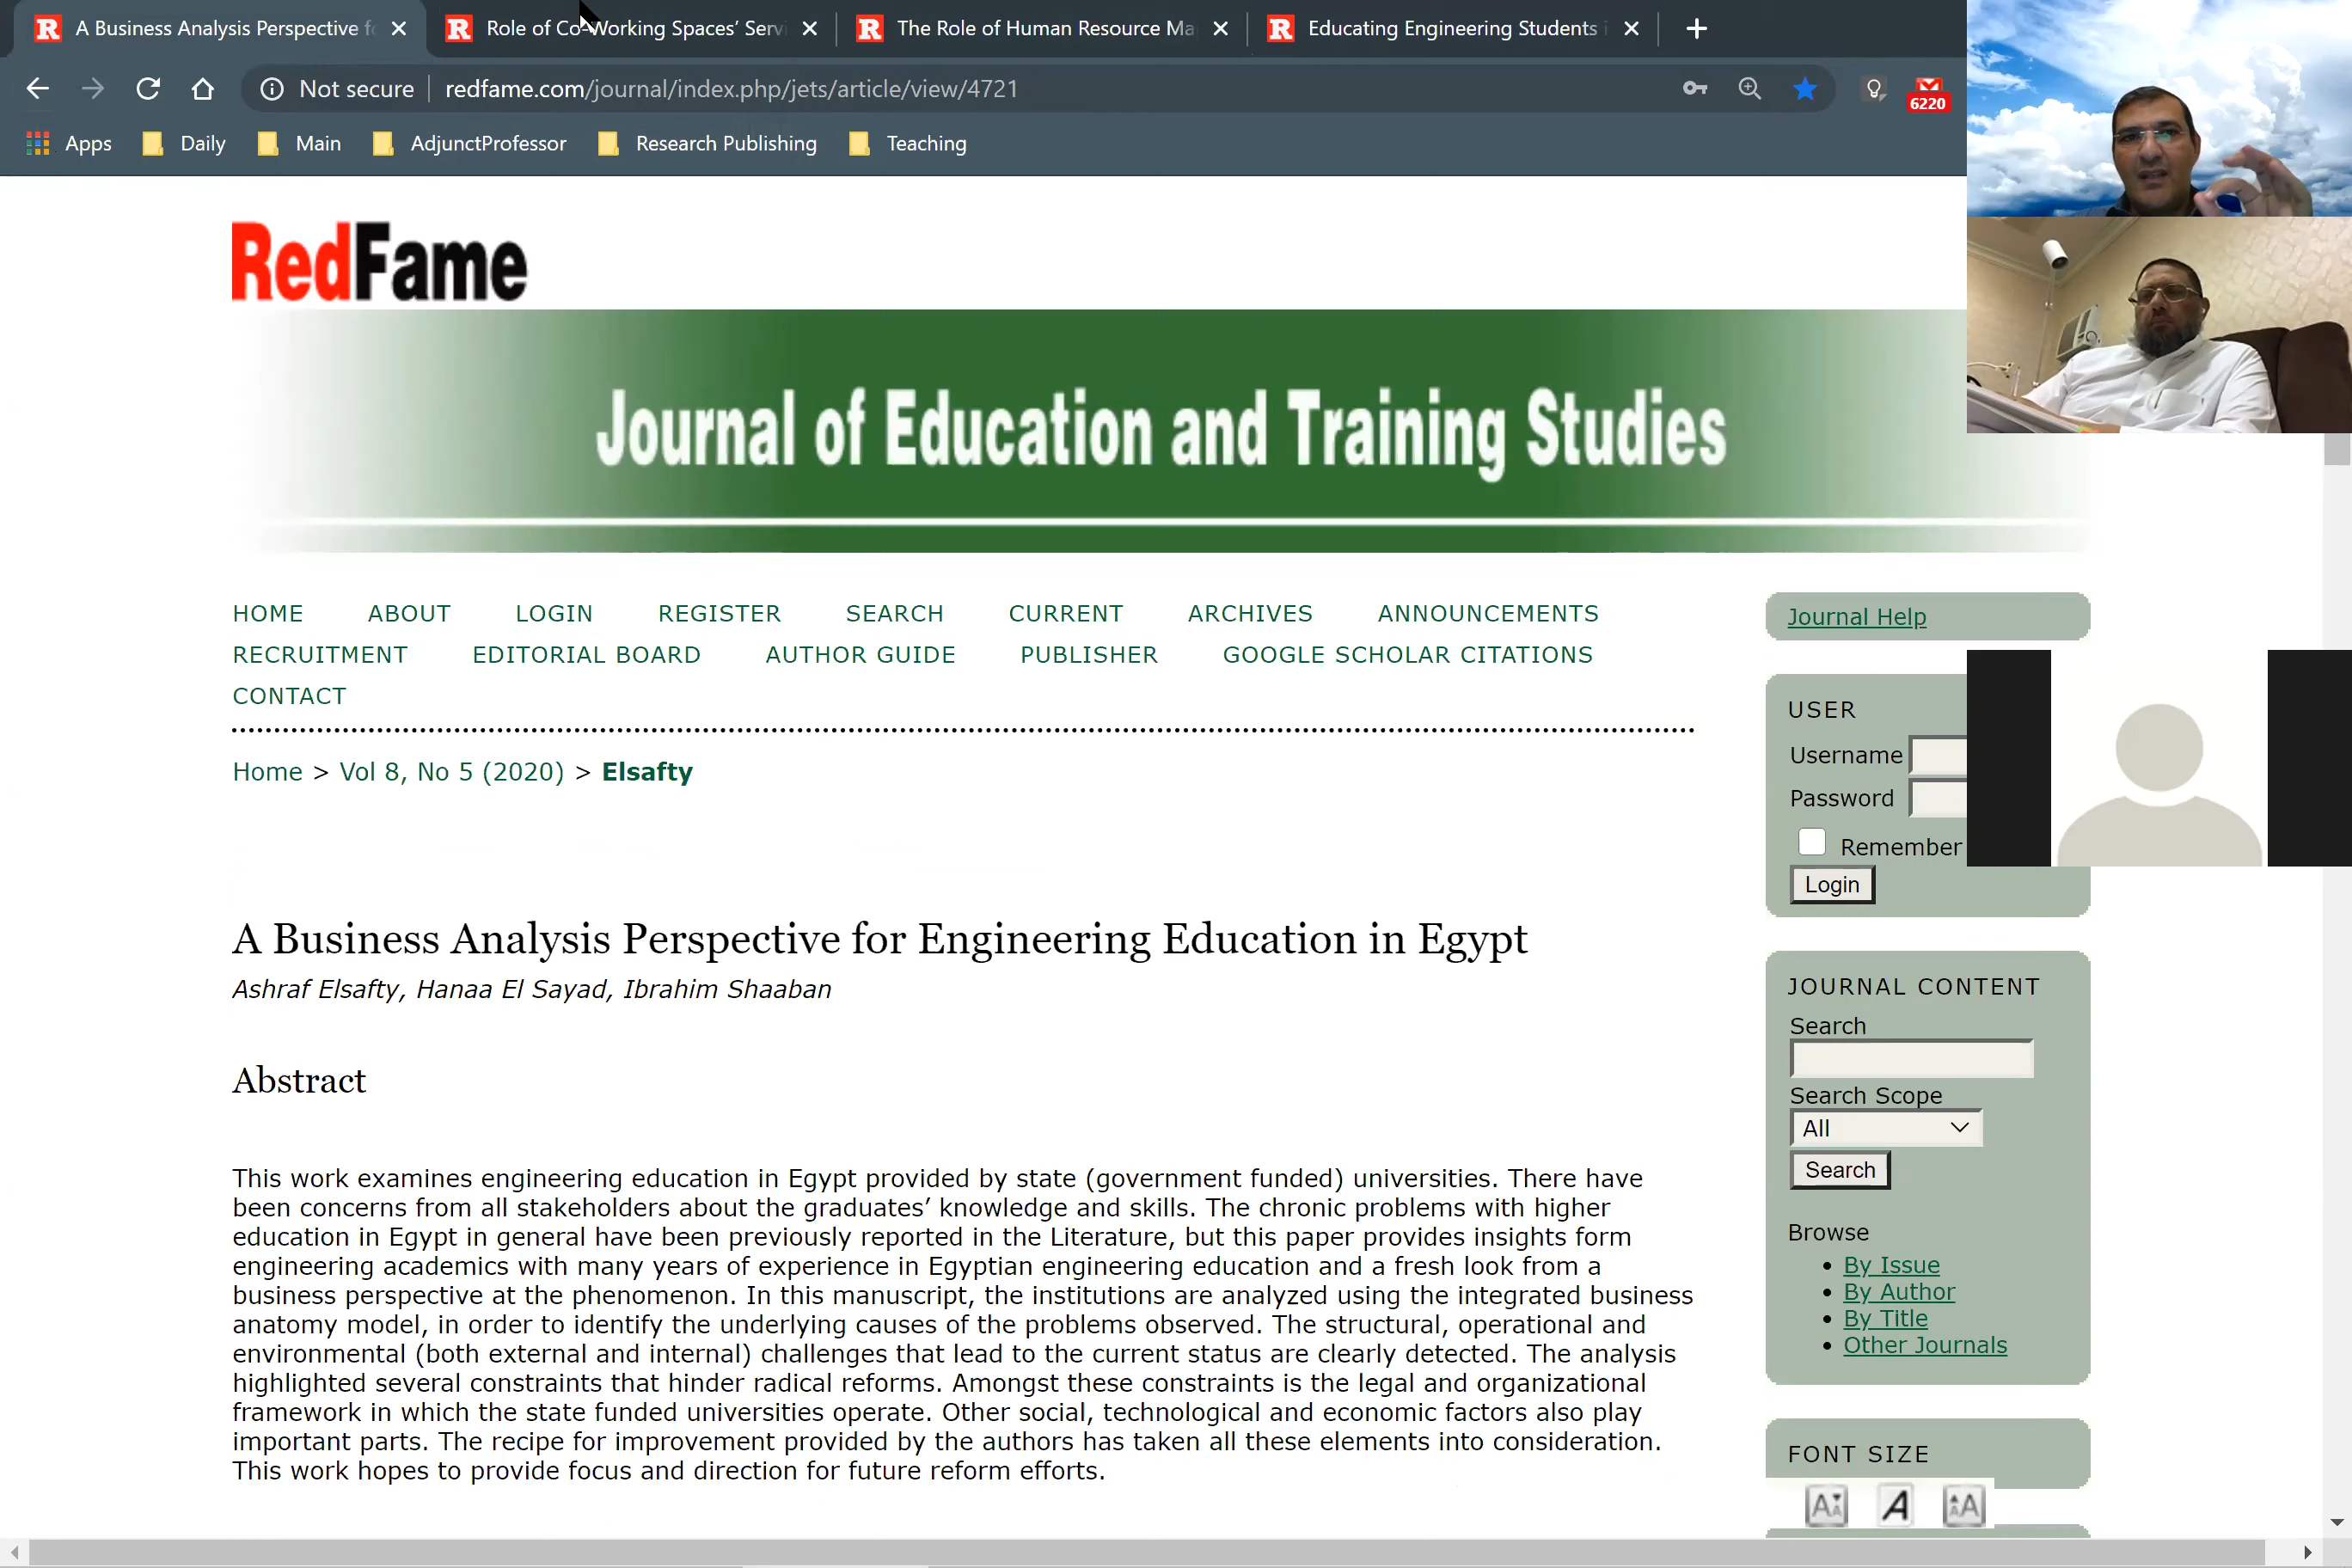 A Business Analysis Perspective f
Role of Co-Working Spaces’ Servi
The Role of Human Resource Ma
Educating Engineering Students i
Not secure
redfame.com/journal/index.php/jets/article/view/4721
6220
Apps
Daily
Main
AdjunctProfessor
Research Publishing
Teaching
RedFame
Journal of Education and Training Studies
HOME ABOUT LOGIN REGISTER SEARCH CURRENT ARCHIVES ANNOUNCEMENTS
RECRUITMENT EDITORIAL BOARD AUTHOR GUIDE PUBLISHER GOOGLE SCHOLAR CITATIONS
CONTACT
Home > Vol 8, No 5 (2020) > Elsafty
A Business Analysis Perspective for Engineering Education in Egypt
Ashraf Elsafty, Hanaa El Sayad, Ibrahim Shaaban
Abstract
This work examines engineering education in Egypt provided by state (government funded) universities. There have
been concerns from all stakeholders about the graduates’ knowledge and skills. The chronic problems with higher
education in Egypt in general have been previously reported in the Literature, but this paper provides insights form
engineering academics with many years of experience in Egyptian engineering education and a fresh look from a
business perspective at the phenomenon. In this manuscript, the institutions are analyzed using the integrated business
anatomy model, in order to identify the underlying causes of the problems observed. The structural, operational and
environmental (both external and internal) challenges that lead to the current status are clearly detected. The analysis
highlighted several constraints that hinder radical reforms. Amongst these constraints is the legal and organizational
framework in which the state funded universities operate. Other social, technological and economic factors also play
important parts. The recipe for improvement provided by the authors has taken all these elements into consideration.
This work hopes to provide focus and direction for future reform efforts.
Journal Help
USER
Username
Password
Remember
Login
JOURNAL CONTENT
Search
Search Scope
All
Search
Browse
By Issue
By Author
By Title
Other Journals
FONT SIZE